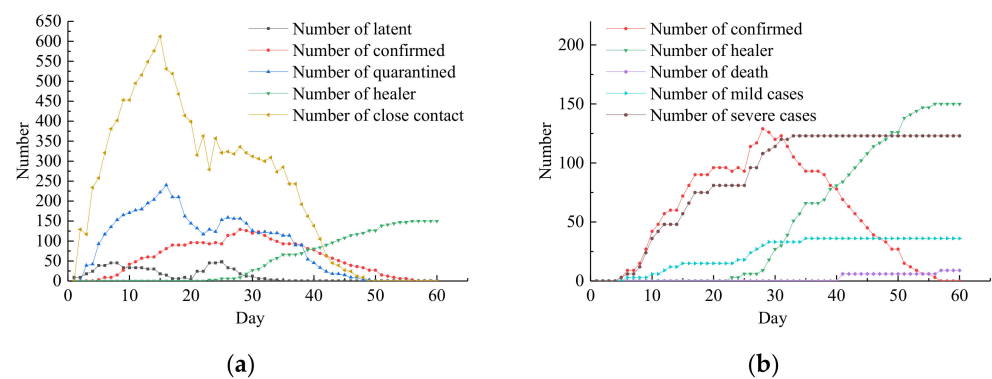 650
600
550
500
450
400
350
300
250
200
150
100
50
0
Number
0 10 20 30 40 50 60
Day
Number of latent
Number of confirmed
Number of quarantined
Number of healer
Number of close contact
(a)
200
150
100
50
0
Number
0 10 20 30 40 50 60
Day
Number of confirmed
Number of healer
Number of death
Number of mild cases
Number of severe cases
(b)